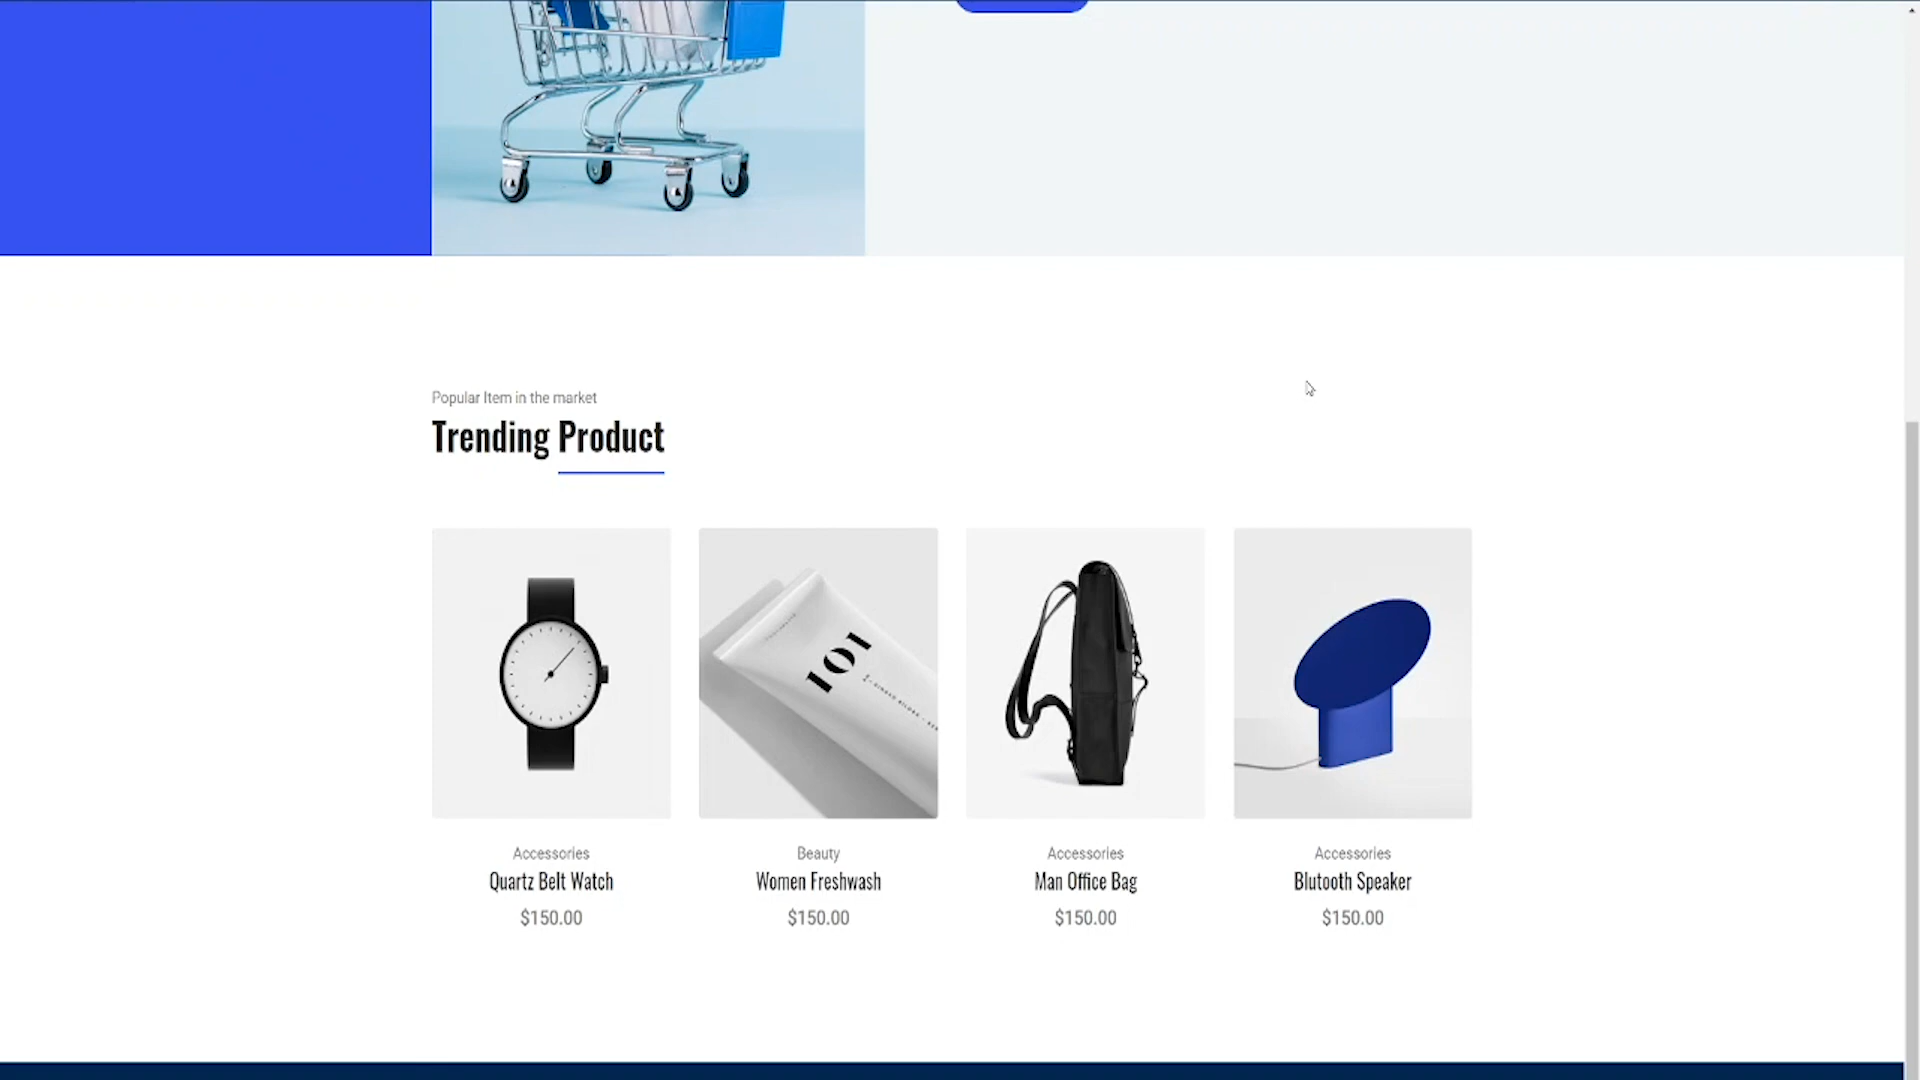 Popular Item in the market
Trending Product
101
Accessories
Quartz Belt Watch
$150.00
Beauty
Women Freshwash
$150.00
Accessories
Man Office Bag
$150.00
Accessories
Blutooth Speaker
$150.00